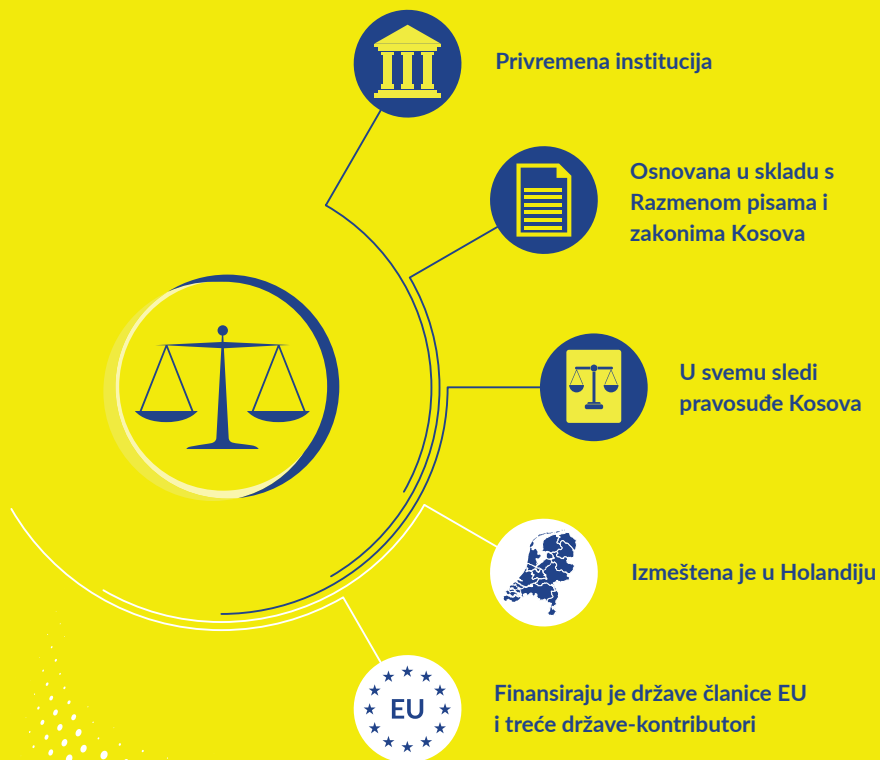 Privremena institucija
Osnovana u skladu s
Razmenom pisama i
zakonima Kosova
U svemu sledi
pravosuđe Kosova
Izmeštena je u Holandiju
EU
Finansiraju je države članice EU
i treće države-kontributori